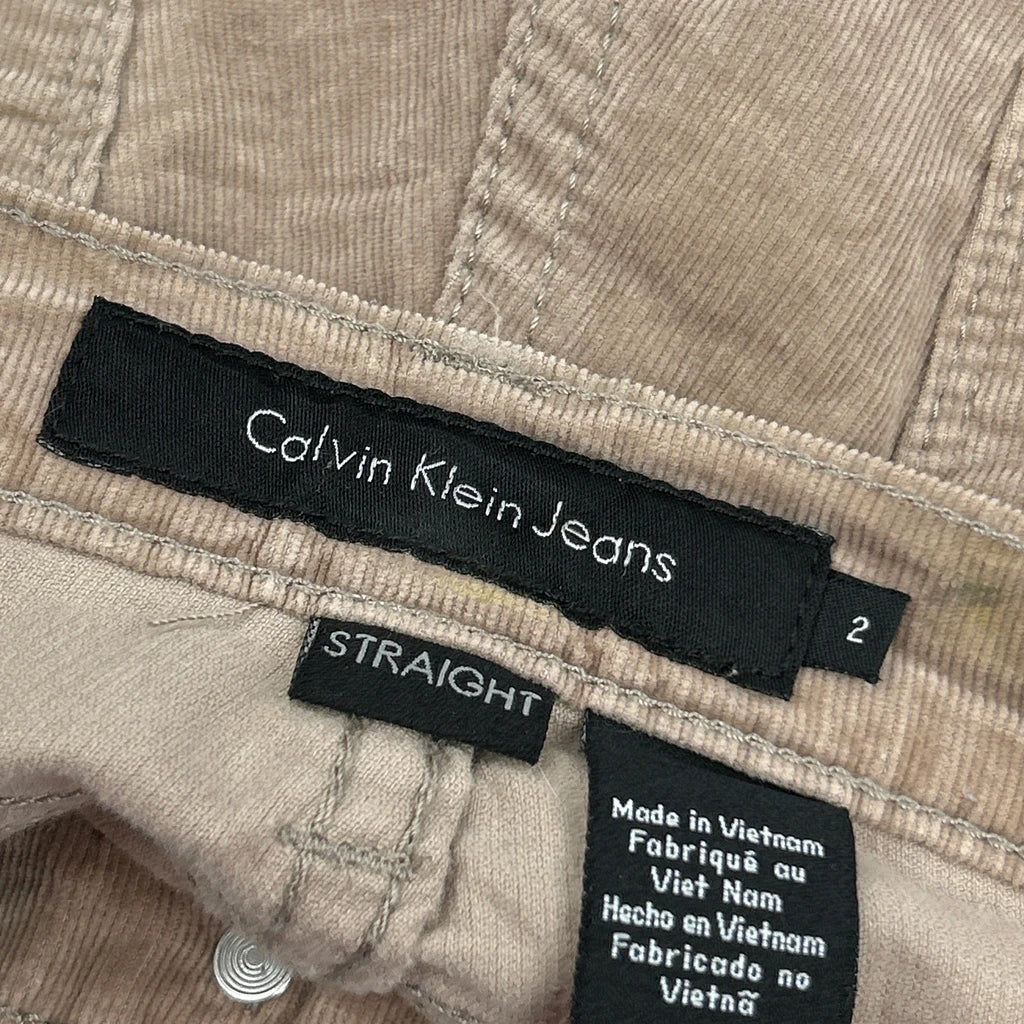 Calvin Klein Jeans
2
STRAIGHT
Made in Vietnam
Fabriqué au
Viet Nam
Hecho en Vietnam
Fabricado no
Vietnã